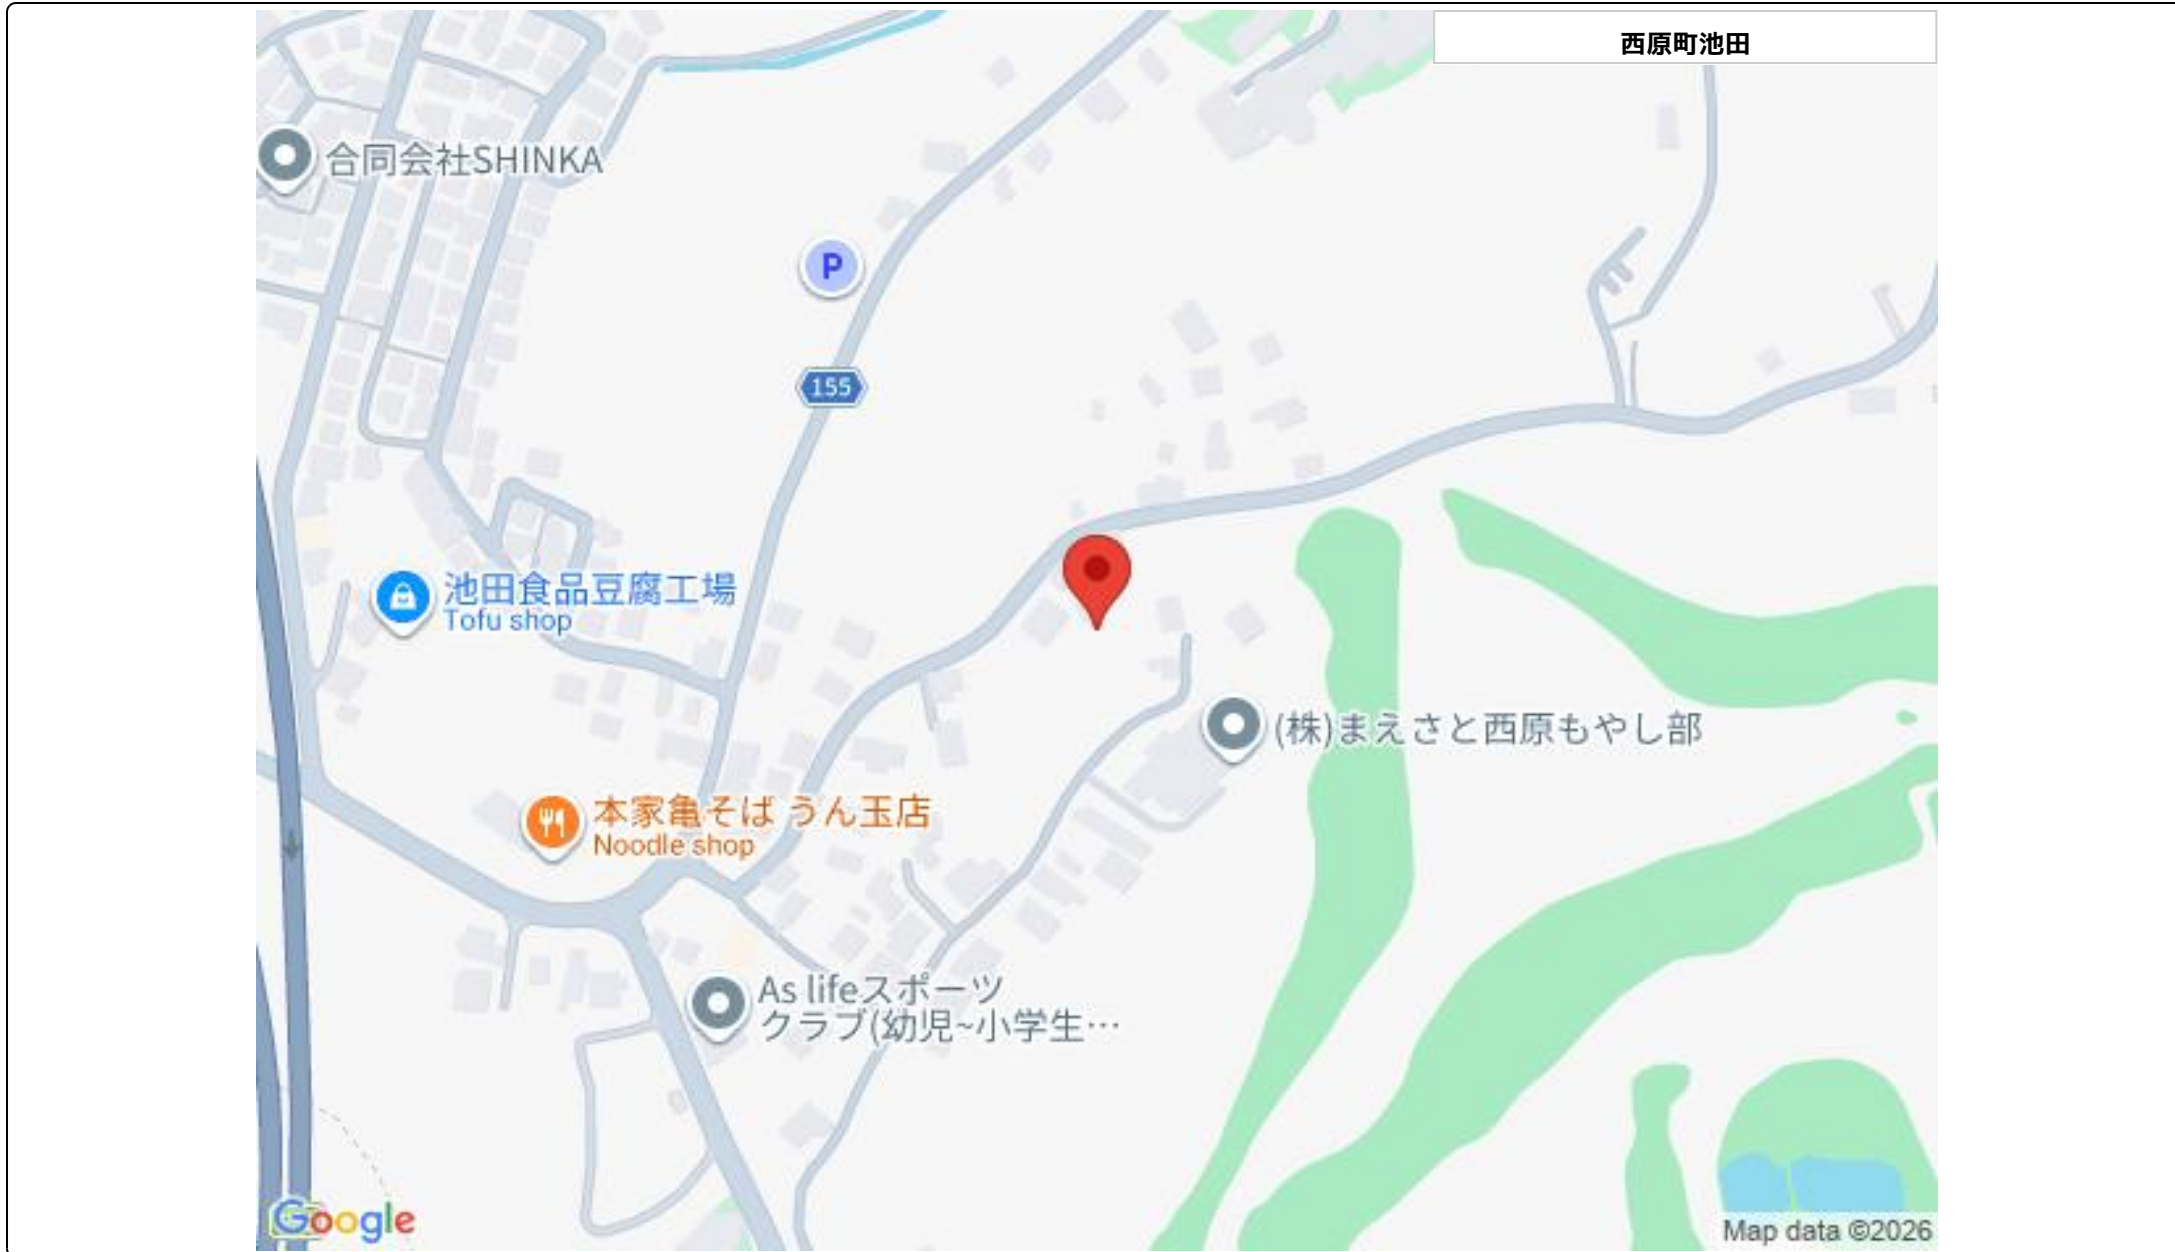 西原町池田
合同会社SHINKA
P
155
池田食品豆腐工場
Tofu shop
(株)まえさと西原もやし部
本家亀そば うん玉店
Noodle shop
As lifeスポーツ
クラブ(幼児~小学生…
Google
Map data ©2026